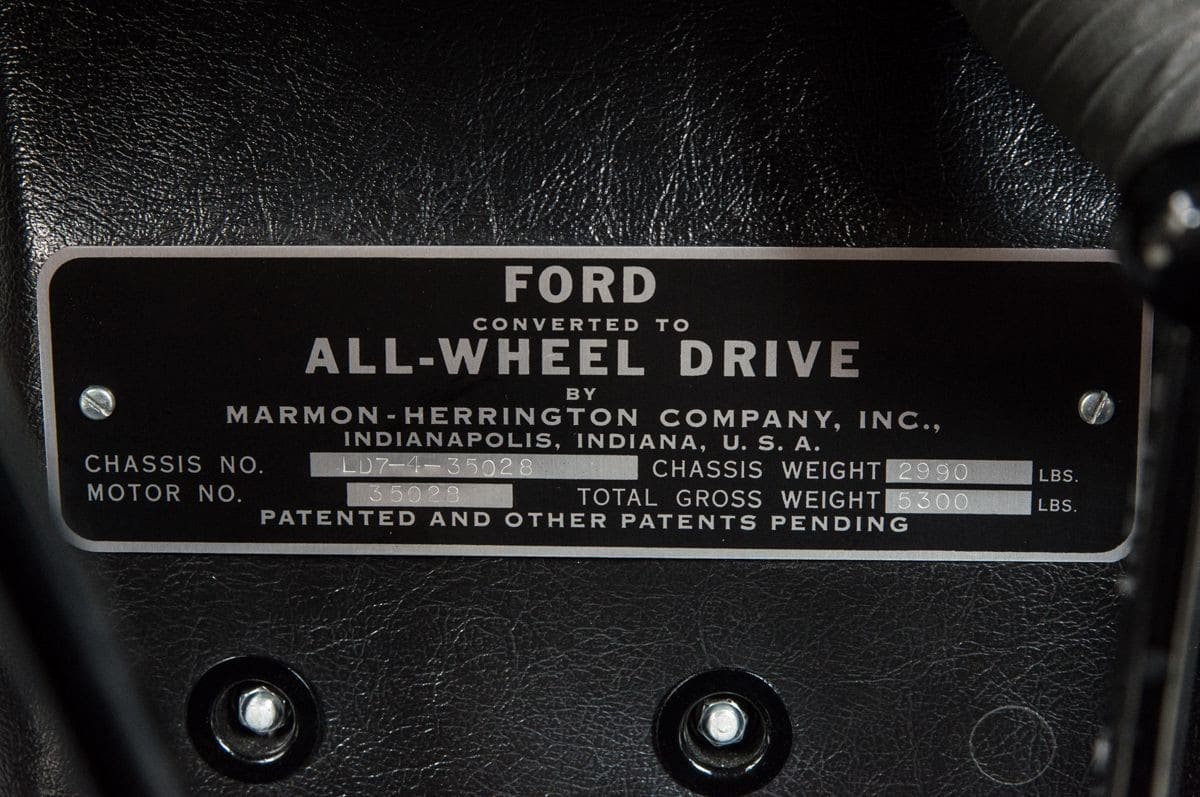 FORD
CONVERTED TO
ALL-WHEEL DRIVE
BY
MARMON-HERRINGTON COMPANY, INC.,
INDIANAPOLIS, INDIANA, U. S. A.
CHASSIS NO. LD7-4-35028 CHASSIS WEIGHT 2990 LBS.
MOTOR NO. 35028 TOTAL GROSS WEIGHT 5300 LBS.
PATENTED AND OTHER PATENTS PENDING